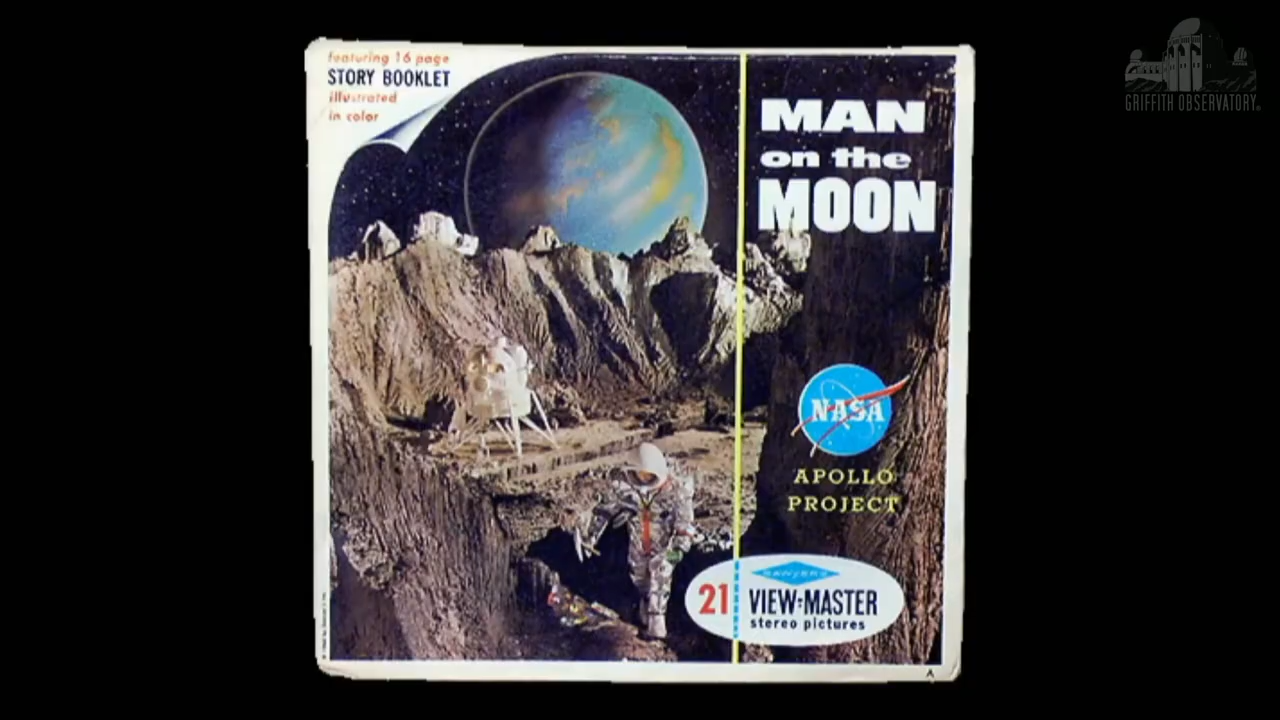 featuring 16 page
STORY BOOKLET
illustrated
in color
MAN
on the
MOON
NASA
APOLLO
PROJECT
SAWYER'S
21 VIEW-MASTER
stereo pictures
A
GRIFFITH OBSERVATORY